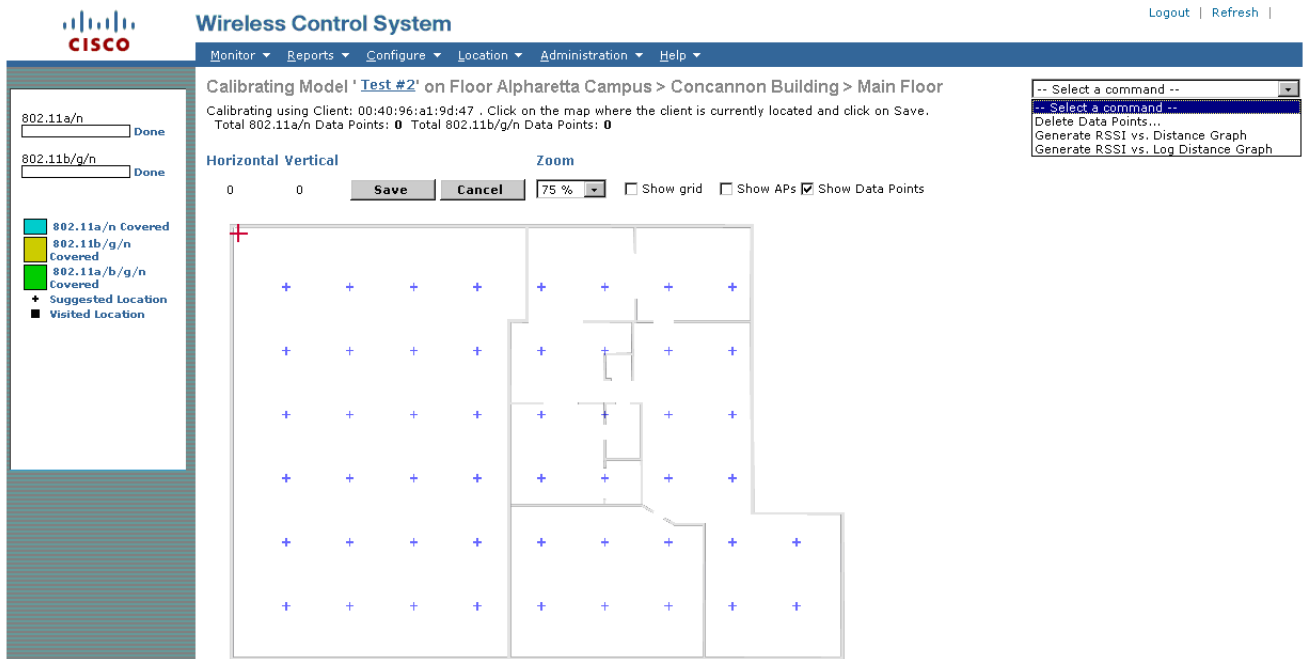 Logout | Refresh |
CISCO
Wireless Control System
Monitor Reports Configure Location Administration Help
Calibrating Model ' Test #2' on Floor Alpharetta Campus > Concannon Building > Main Floor
Calibrating using Client: 00:40:96:a1:9d:47 . Click on the map where the client is currently located and click on Save.
Total 802.11a/n Data Points: 0 Total 802.11b/g/n Data Points: 0
-- Select a command --
-- Select a command --
Delete Data Points...
Generate RSSI vs. Distance Graph
Generate RSSI vs. Log Distance Graph
802.11a/n
Done
802.11b/g/n
Done
802.11a/n Covered
802.11b/g/n
Covered
802.11a/b/g/n
Covered
Suggested Location
Visited Location
Horizontal Vertical Zoom
0 0 Save Cancel 75 % Show grid Show APs Show Data Points